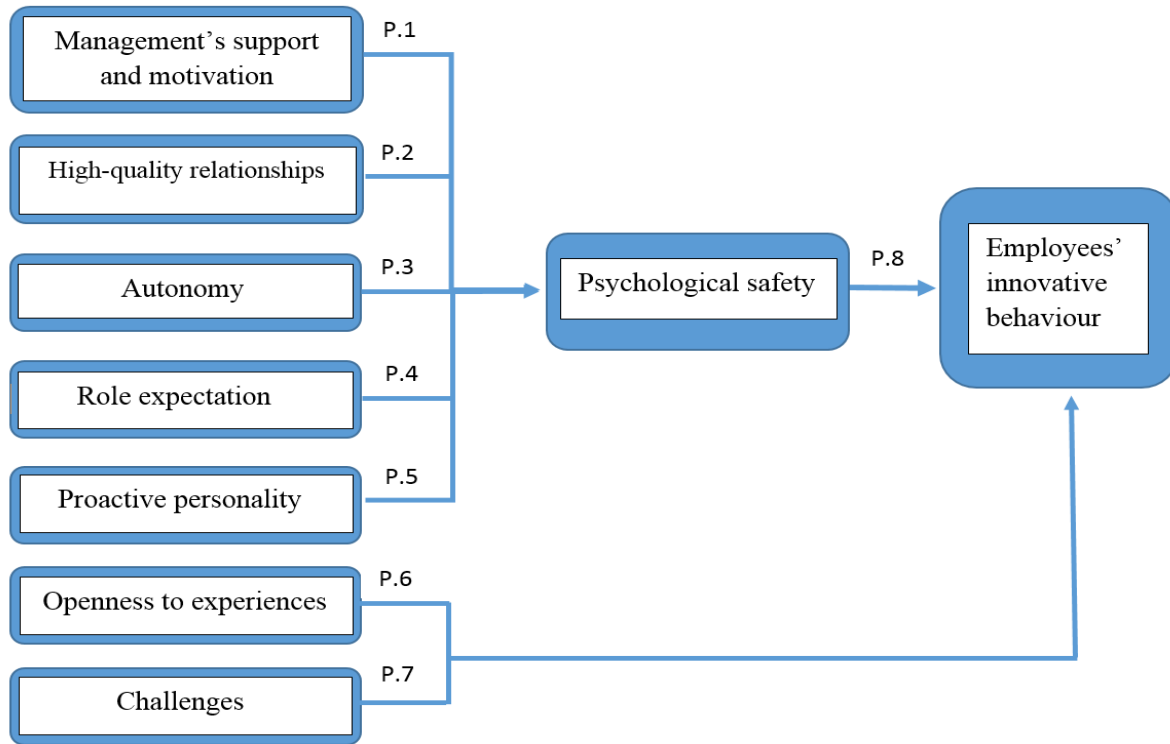 P.1
Management’s support
and motivation
P.2
High-quality relationships
P.3
Autonomy
P.4
Role expectation
P.5
Proactive personality
P.6
Openness to experiences
P.7
Challenges
Psychological safety
P.8
Employees’
innovative
behaviour